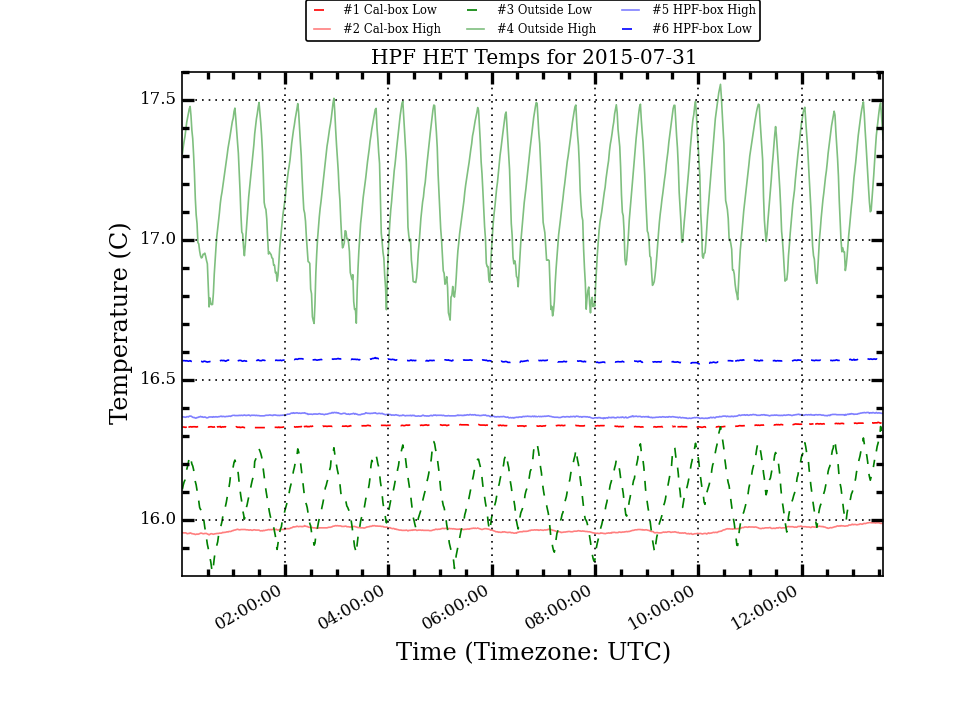 #1 Cal-box Low #3 Outside Low #5 HPF-box High
#2 Cal-box High #4 Outside High #6 HPF-box Low
HPF HET Temps for 2015-07-31
17.5
17.0
16.5
16.0
Temperature (C)
02:00:00 04:00:00 06:00:00 08:00:00 10:00:00 12:00:00
Time (Timezone: UTC)